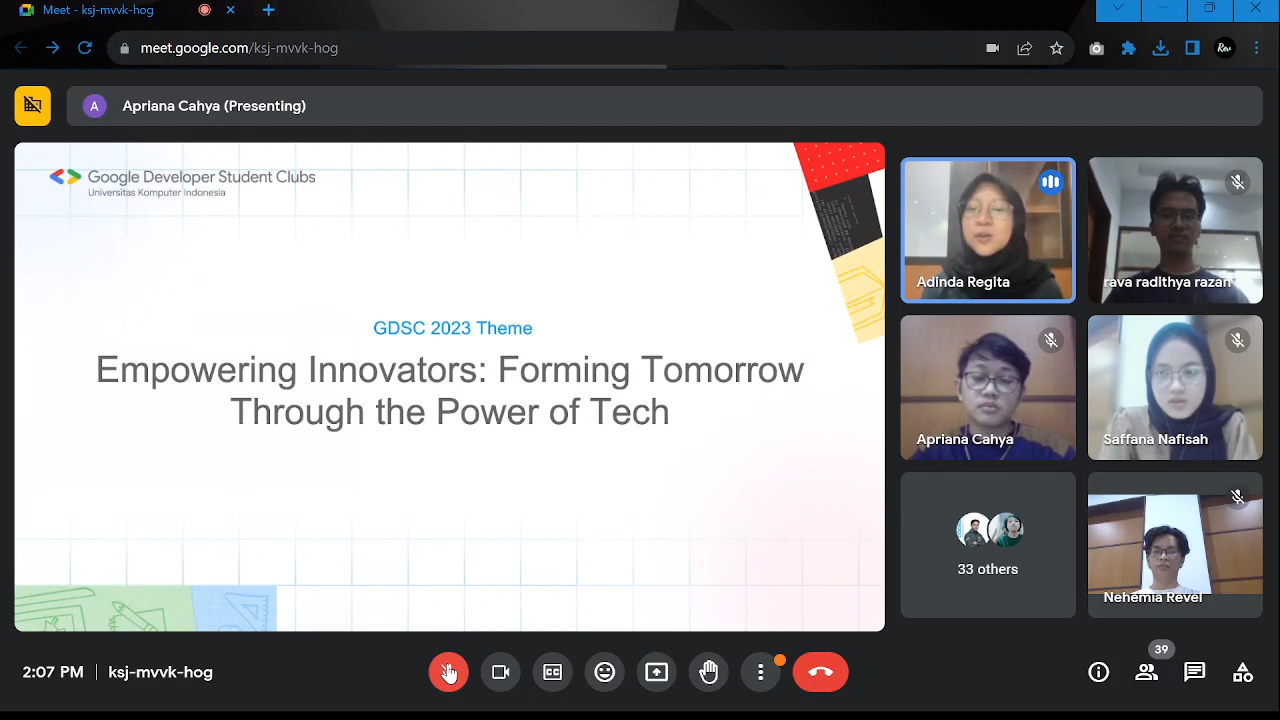 Meet - ksj-mvvk-hog
meet.google.com/ksj-mvvk-hog
Rev
A
Apriana Cahya (Presenting)
Google Developer Student Clubs
Universitas Komputer Indonesia
GDSC 2023 Theme
Empowering Innovators: Forming Tomorrow
Through the Power of Tech
Adinda Regita
rava radithya razan
Apriana Cahya
Saffana Nafisah
33 others
Nehemia Revel
2:07 PM
ksj-mvvk-hog
CC
39